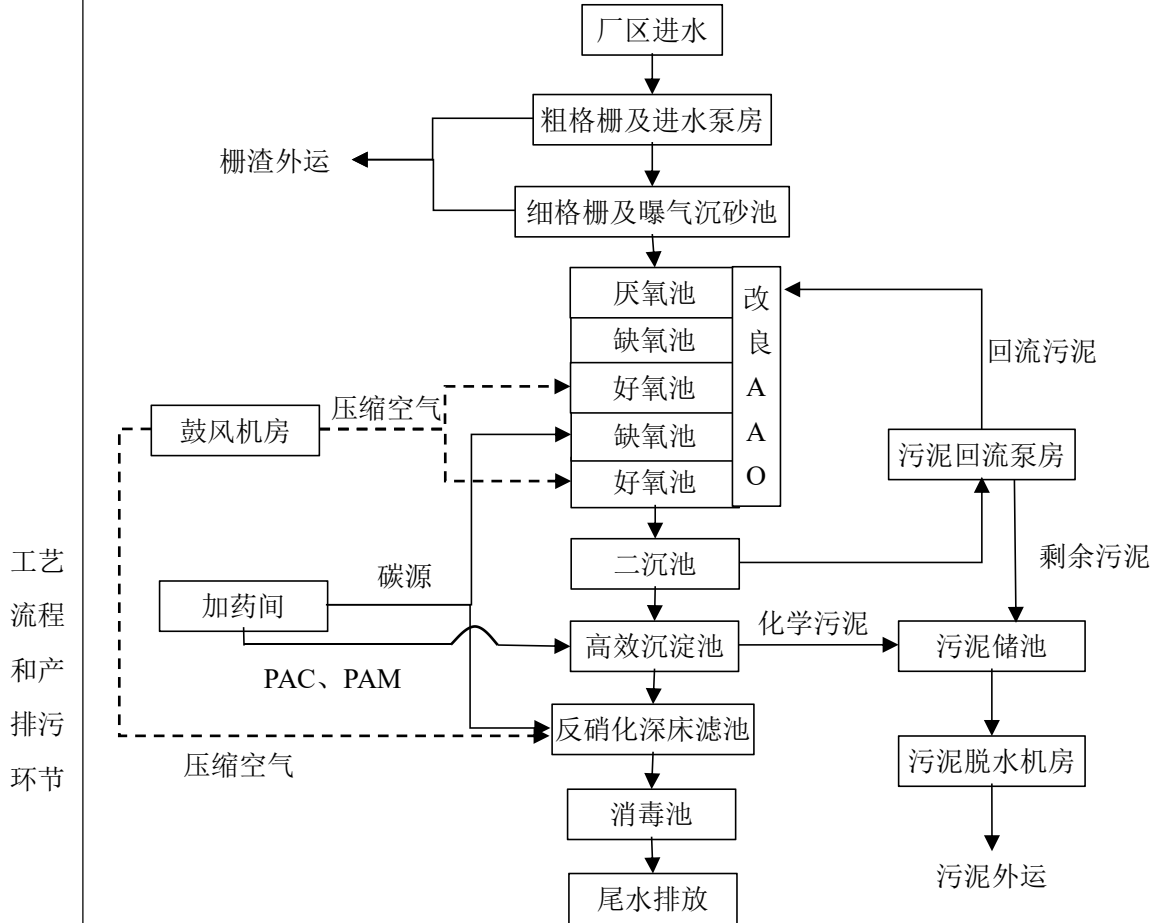 厂区进水
粗格栅及进水泵房
栅渣外运
细格栅及曝气沉砂池
厌氧池
缺氧池
好氧池
缺氧池
好氧池
改
良
A
A
O
回流污泥
压缩空气
鼓风机房
污泥回流泵房
二沉池
剩余污泥
碳源
加药间
PAC、PAM
高效沉淀池
化学污泥
污泥储池
反硝化深床滤池
压缩空气
污泥脱水机房
消毒池
污泥外运
尾水排放
工艺
流程
和产
排污
环节